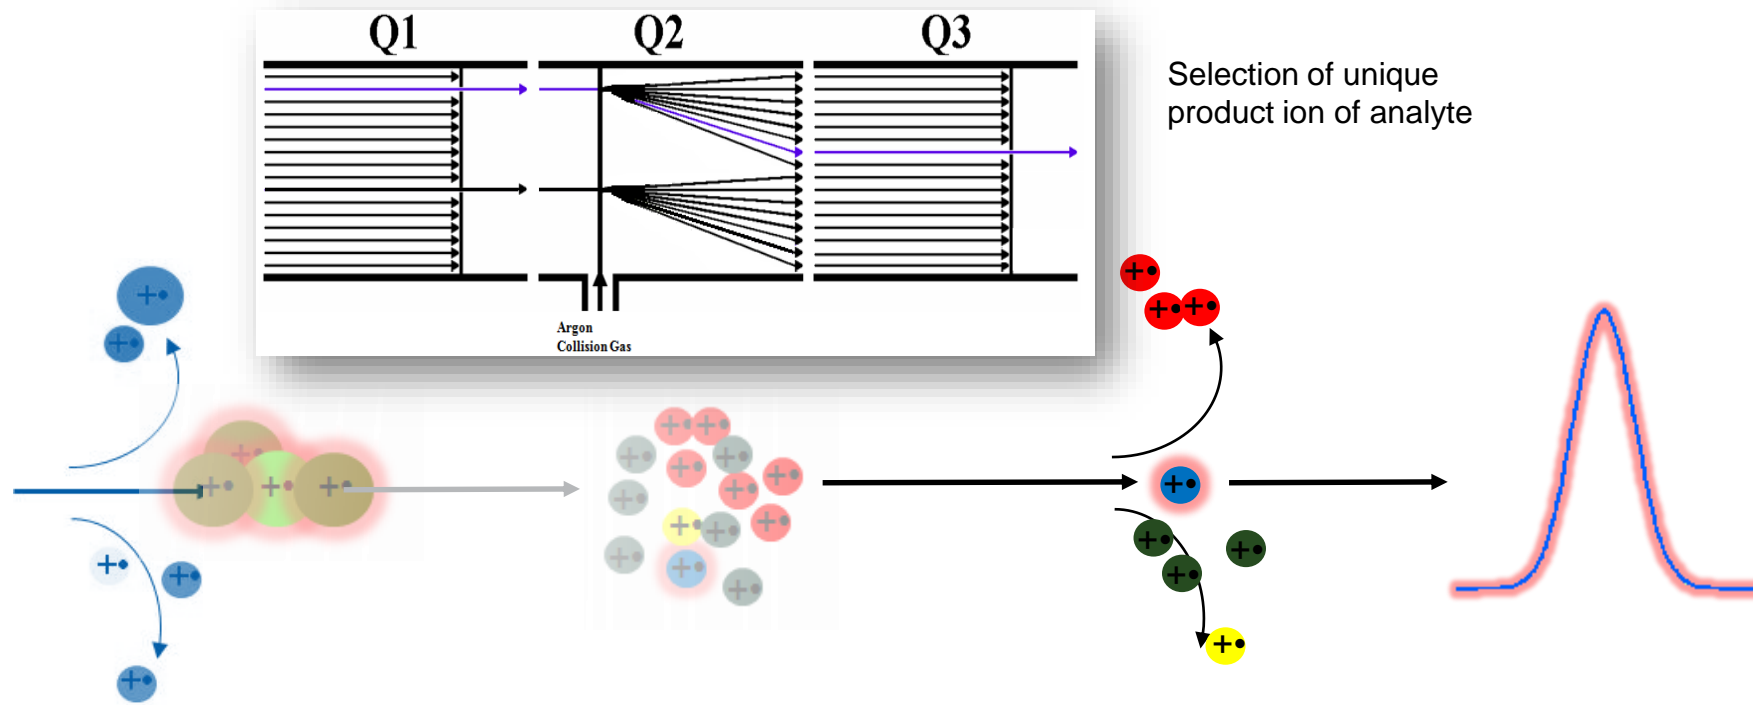 Q1
Q2
Q3
Selection of unique
product ion of analyte
Argon
Collision Gas